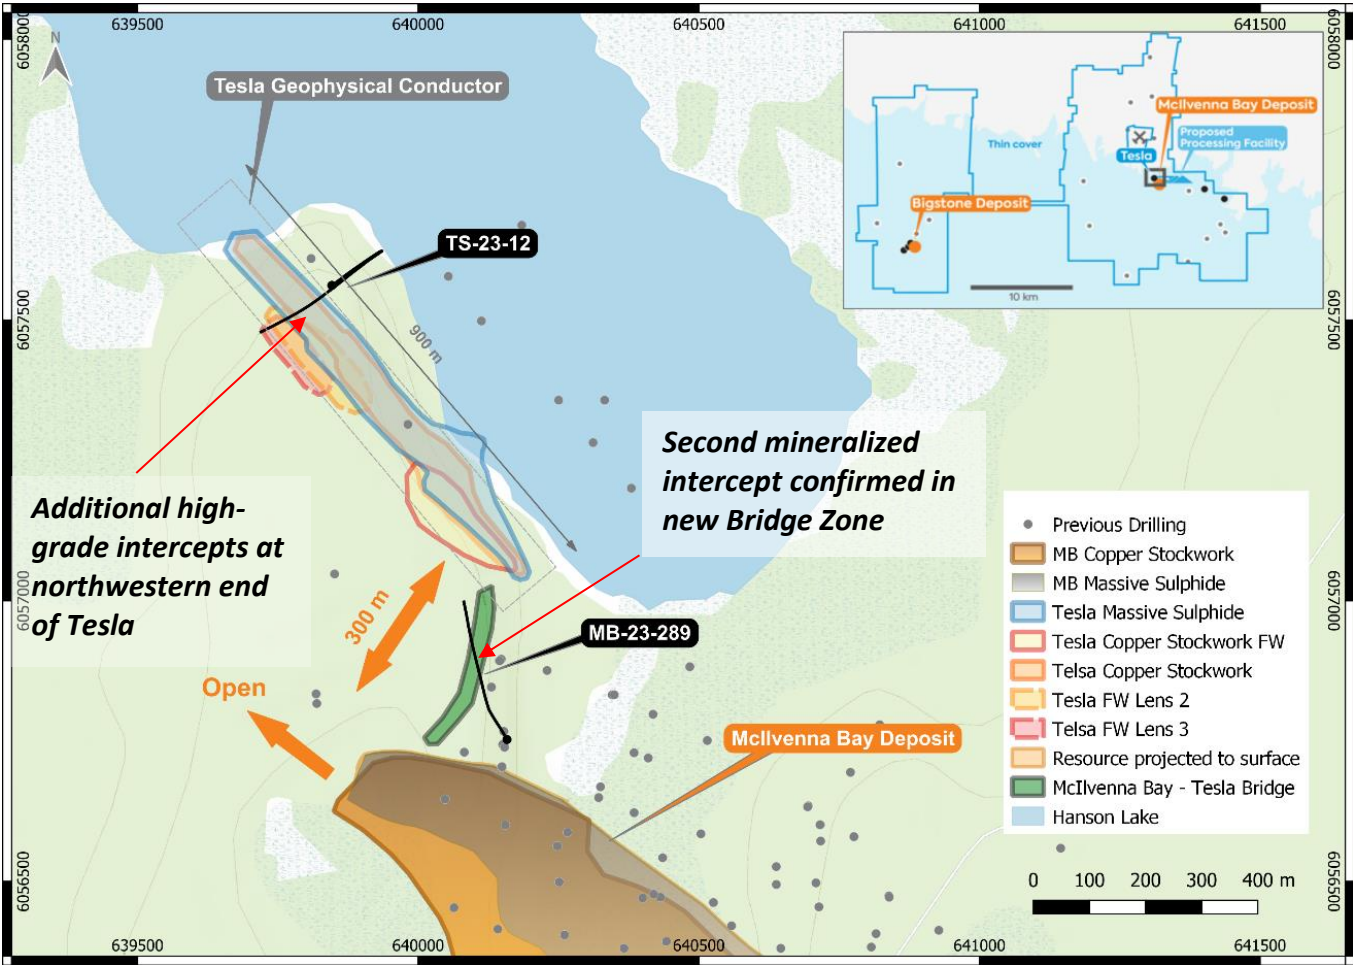 639500
640000
640500
641000
641500
6058000
6058000
N
Tesla Geophysical Conductor
McIlvenna Bay Deposit
Thin cover
Proposed
Processing Facility
Tesla
Bigstone Deposit
10 km
TS-23-12
6057500
6057500
900 m
Second mineralized
intercept confirmed in
new Bridge Zone
Additional high-
grade intercepts at
northwestern end
of Tesla
Previous Drilling
MB Copper Stockwork
MB Massive Sulphide
Tesla Massive Sulphide
Tesla Copper Stockwork FW
Telsa Copper Stockwork
Tesla FW Lens 2
Telsa FW Lens 3
Resource projected to surface
McIlvenna Bay - Tesla Bridge
Hanson Lake
6057000
6057000
300 m
MB-23-289
Open
McIlvenna Bay Deposit
6056500
6056500
0 100 200 300 400 m
639500
640000
640500
641000
641500